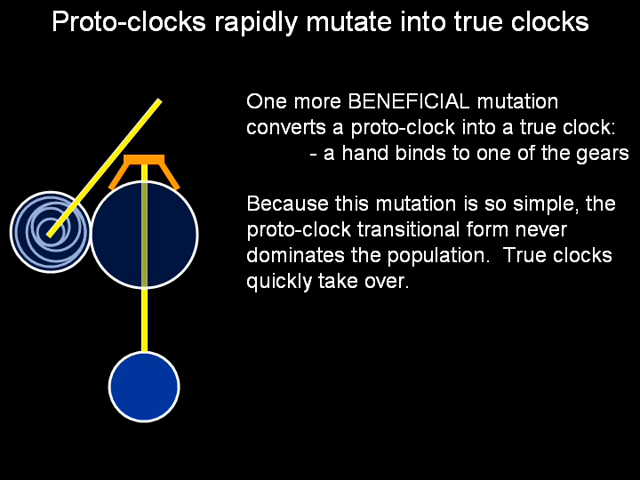 Proto-clocks rapidly mutate into true clocks
One more BENEFICIAL mutation
converts a proto-clock into a true clock:
- a hand binds to one of the gears
Because this mutation is so simple, the
proto-clock transitional form never
dominates the population.  True clocks
quickly take over.